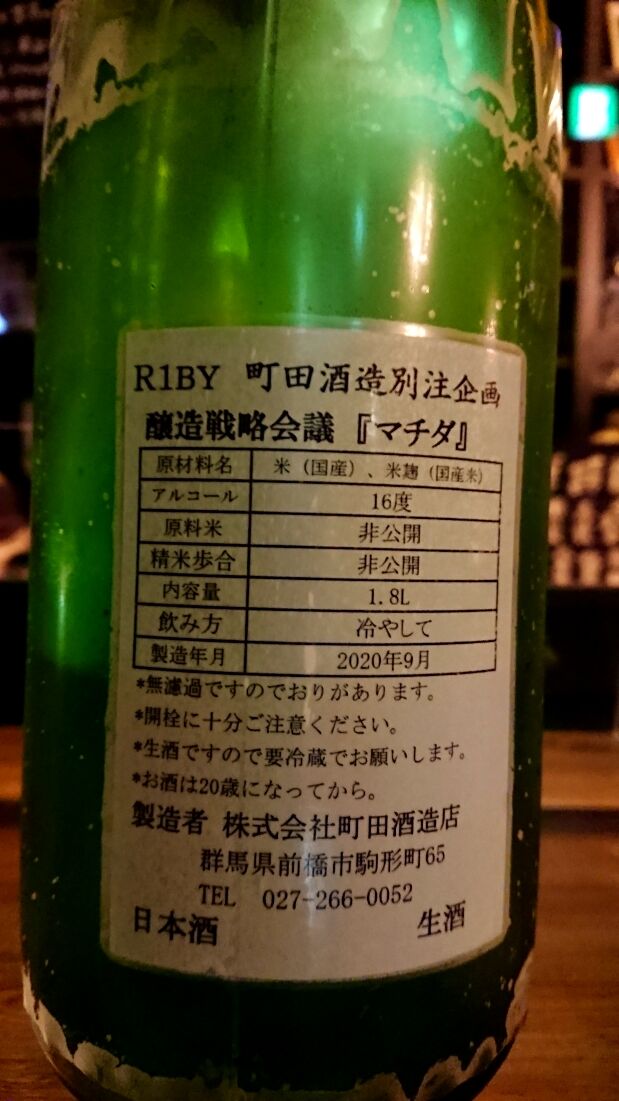 R1BY 町田酒造別注企画
醸造戦略会議『マチダ』
原材料名 米（国産）、米麹（国産米）
アルコール 16度
原料米 非公開
精米歩合 非公開
内容量 1.8L
飲み方 冷やして
製造年月 2020年9月
*無濾過ですのでおりがあります。
*開栓に十分ご注意ください。
*生酒ですので要冷蔵でお願いします。
*お酒は20歳になってから。
製造者 株式会社町田酒造店
群馬県前橋市駒形町65
TEL 027-266-0052
日本酒 生酒